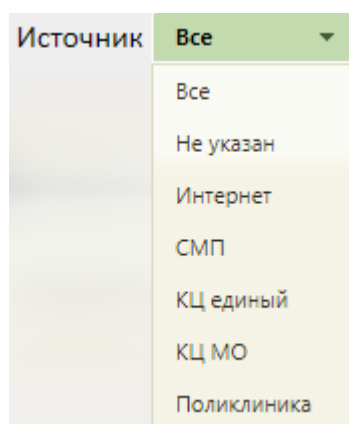 Источник Все
Все
Не указан
Интернет
СМП
КЦ единый
КЦ МО
Поликлиника